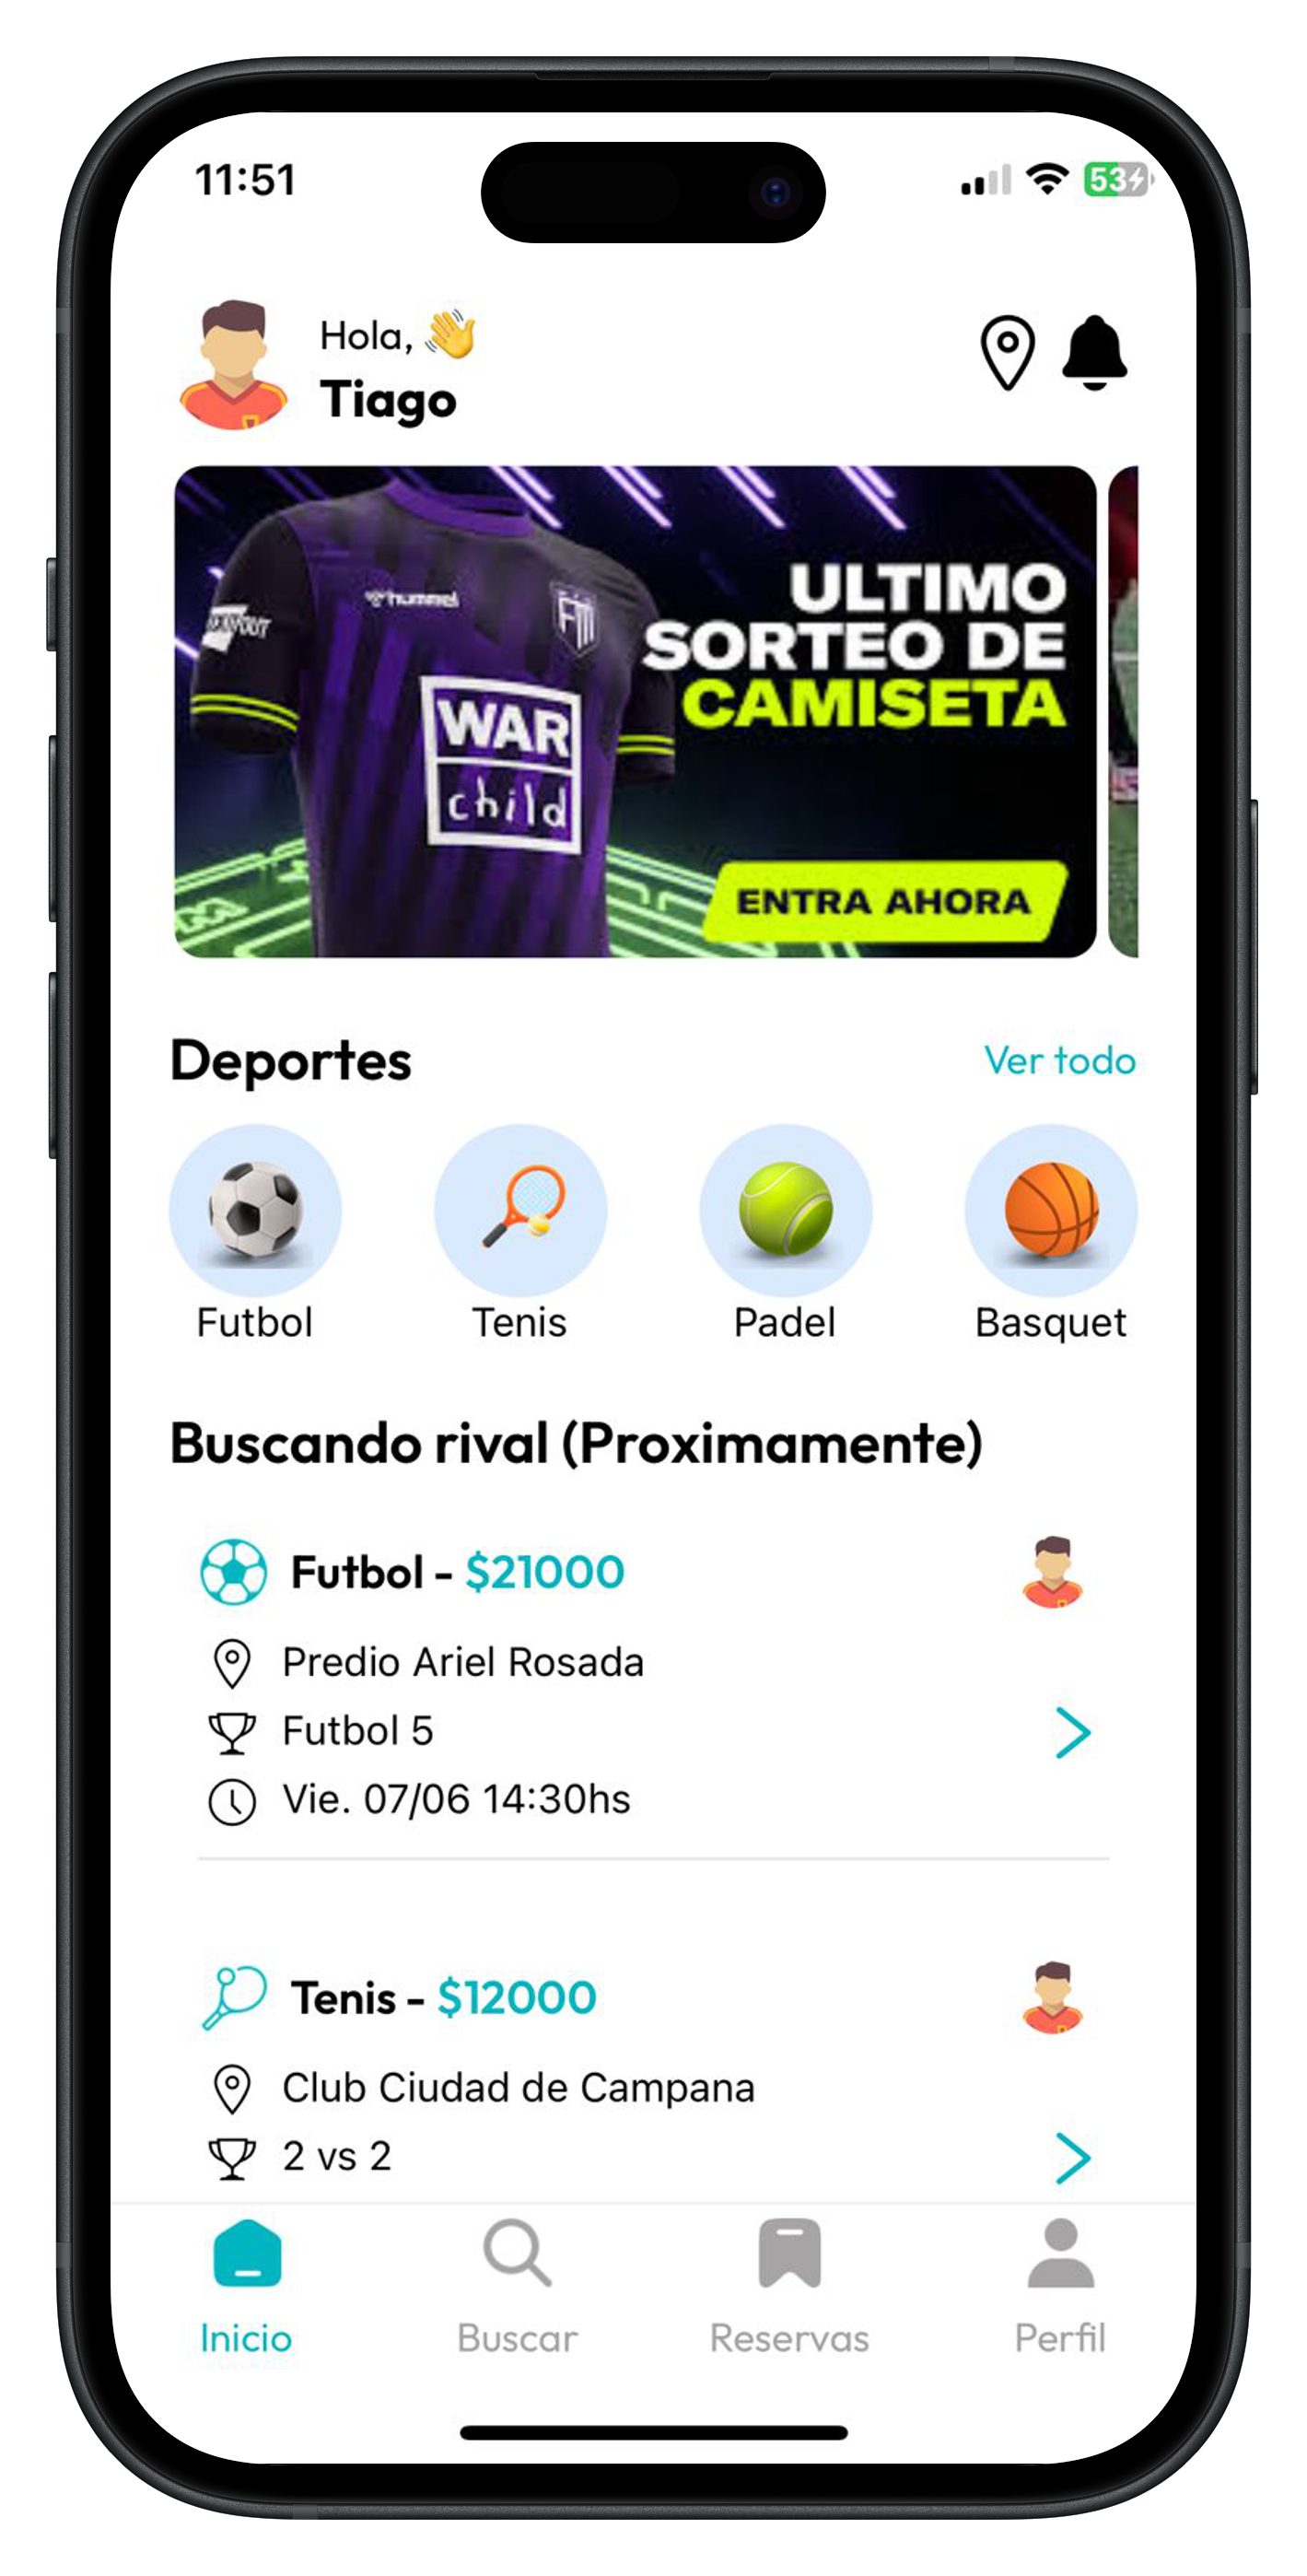 11:51
53
Hola, 👋
Tiago
hummel
FM
WAR
child
ULTIMO
SORTEO DE
CAMISETA
ENTRA AHORA
Deportes
Ver todo
Futbol
Tenis
Padel
Basquet
Buscando rival (Proximamente)
Futbol - $21000
Predio Ariel Rosada
Futbol 5
Vie. 07/06 14:30hs
Tenis - $12000
Club Ciudad de Campana
2 vs 2
Inicio
Buscar
Reservas
Perfil